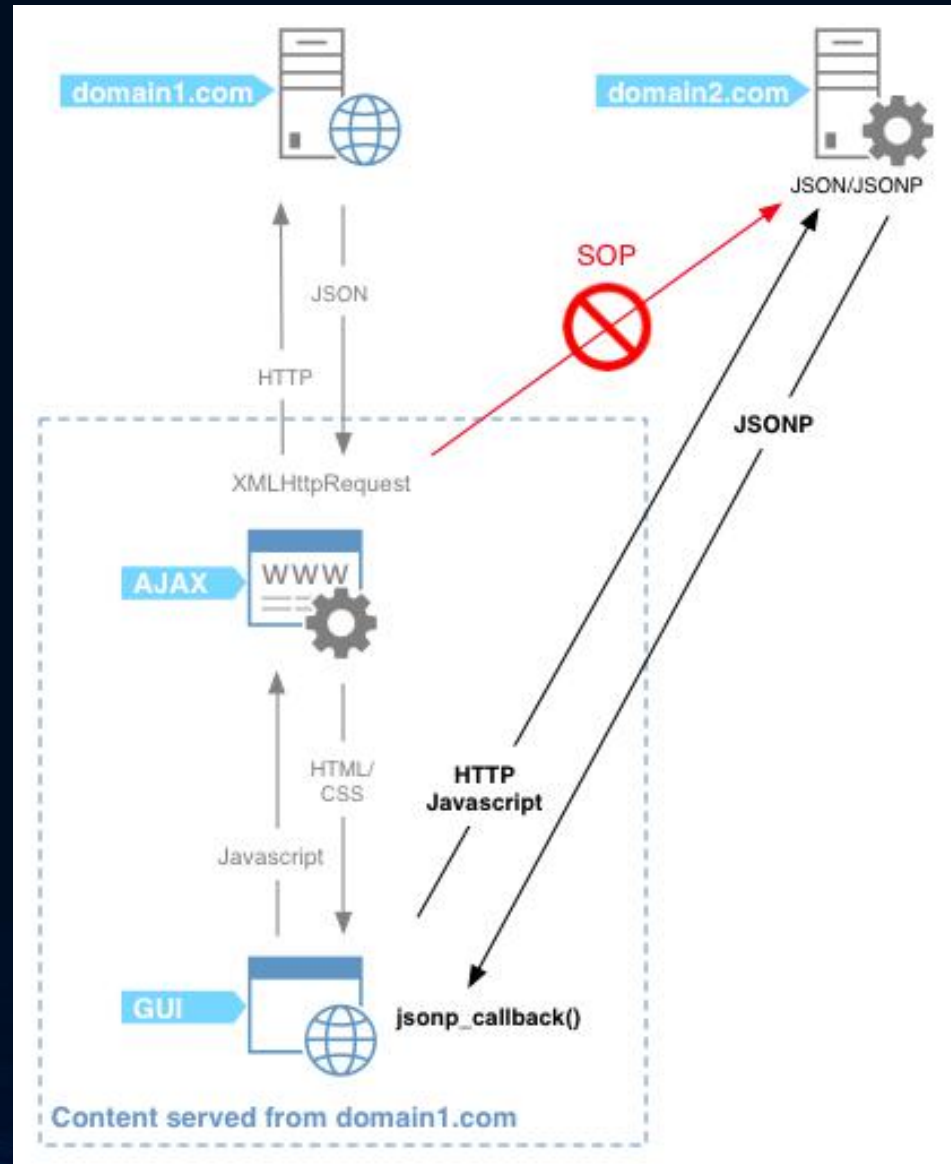 domain1.com
domain2.com
JSON/JSONP
SOP
JSON
HTTP
JSONP
XMLHttpRequest
AJAX
WWW
HTML/
CSS
HTTP
Javascript
Javascript
GUI
jsonp_callback()
Content served from domain1.com